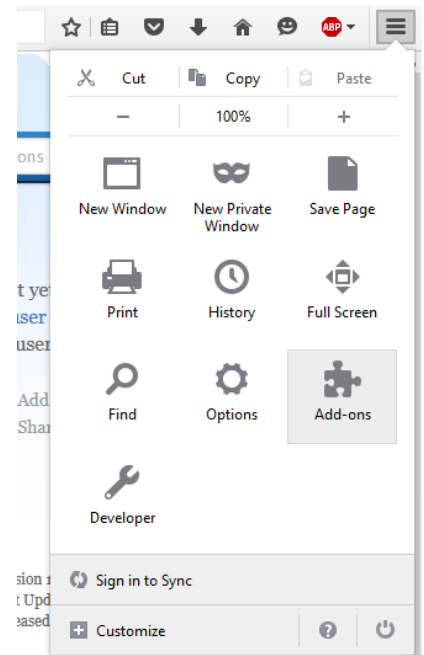 ABP
Cut Copy Paste
− 100% +
ons
New Window New Private Window Save Page
t yet
Print History Full Screen
user
user
Add
Find Options Add-ons
Shar
Developer
sion 1
Sign in to Sync
t Upd
eased
Customize
?